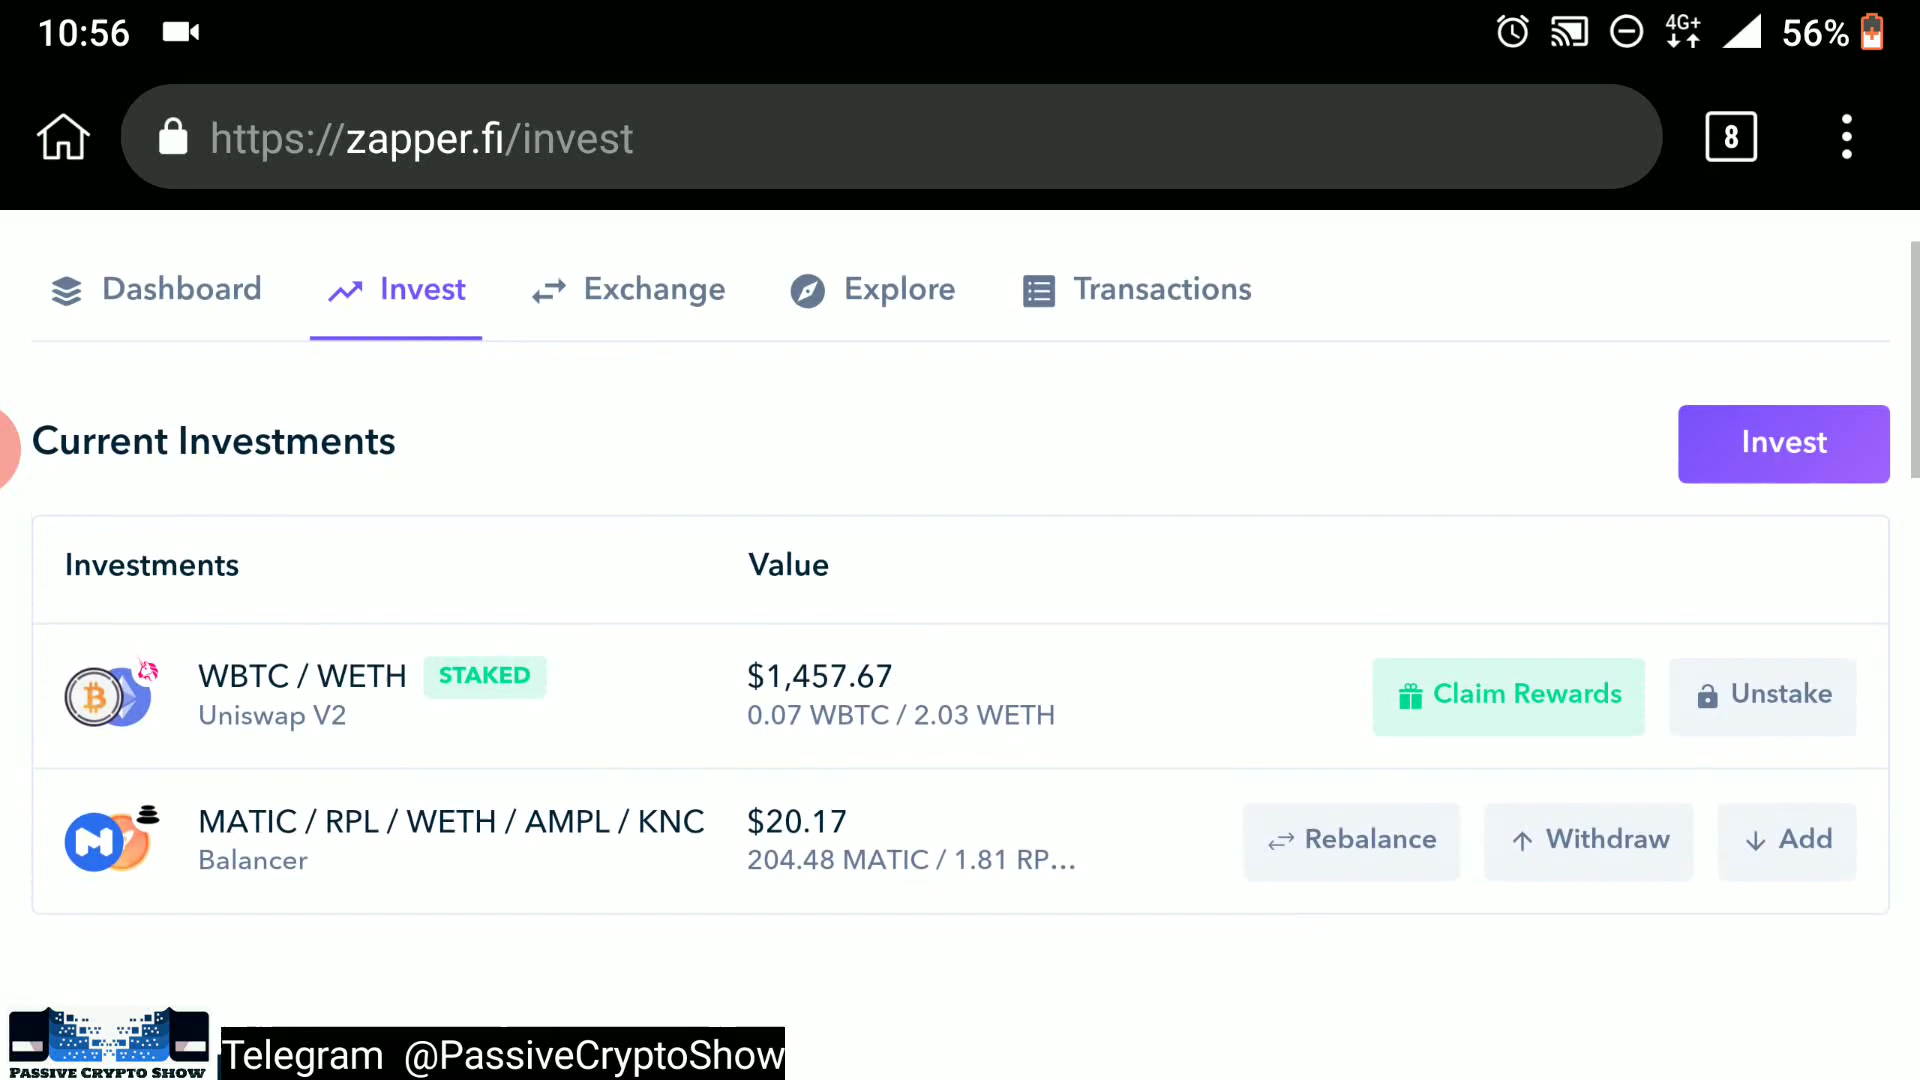 10:56
4G+
56%
https://zapper.fi/invest
8
Dashboard
Invest
Exchange
Explore
Transactions
Current Investments
Invest
Investments
Value
WBTC / WETH
STAKED
Uniswap V2
$1,457.67
0.07 WBTC / 2.03 WETH
Claim Rewards
Unstake
MATIC / RPL / WETH / AMPL / KNC
Balancer
$20.17
204.48 MATIC / 1.81 RP...
Rebalance
Withdraw
Add
PASSIVE CRYPTO SHOW
Telegram @PassiveCryptoShow